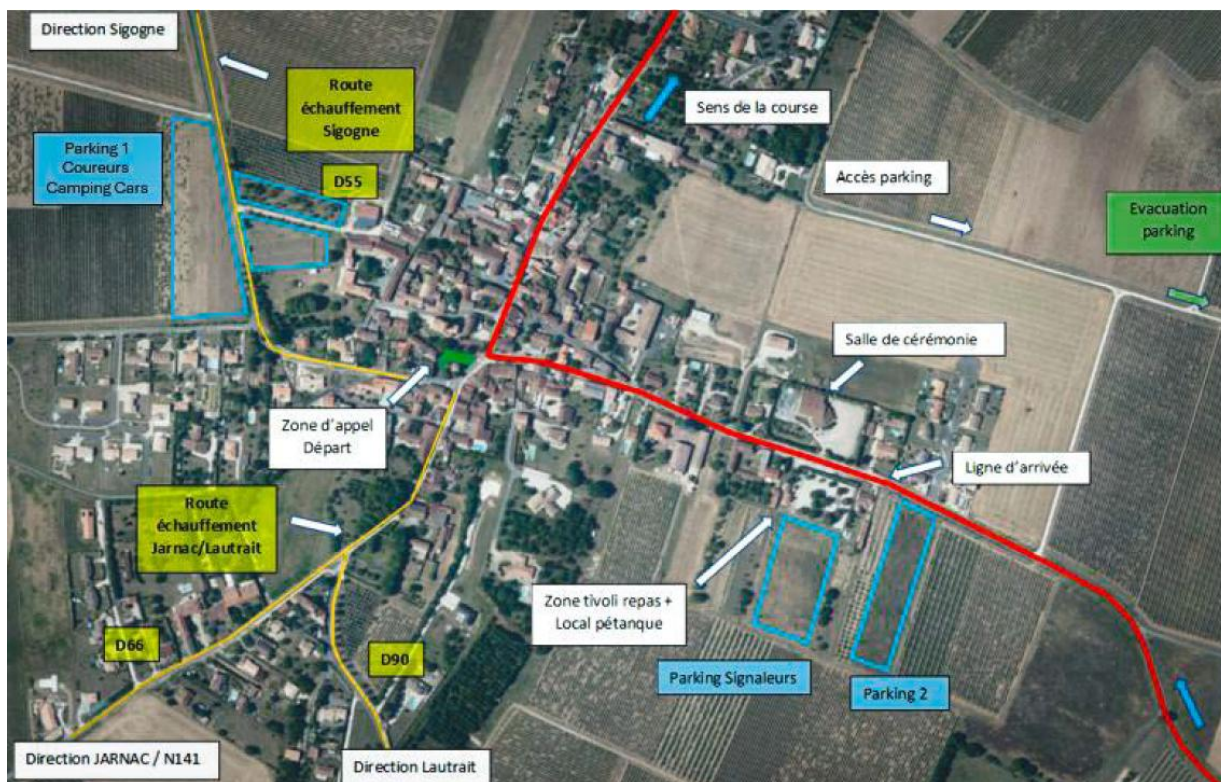 Direction Sigogne
Route
échauffement
Sigogne
Sens de la course
Parking 1
Coureurs
Camping Cars
D55
Accès parking
Evacuation
parking
Salle de cérémonie
Zone d'appel
Départ
Ligne d'arrivée
Route
échauffement
Jarnac/Lautrait
Zone tivoli repas +
Local pétanque
D66
D90
Parking Signaleurs
Parking 2
Direction JARNAC / N141
Direction Lautrait